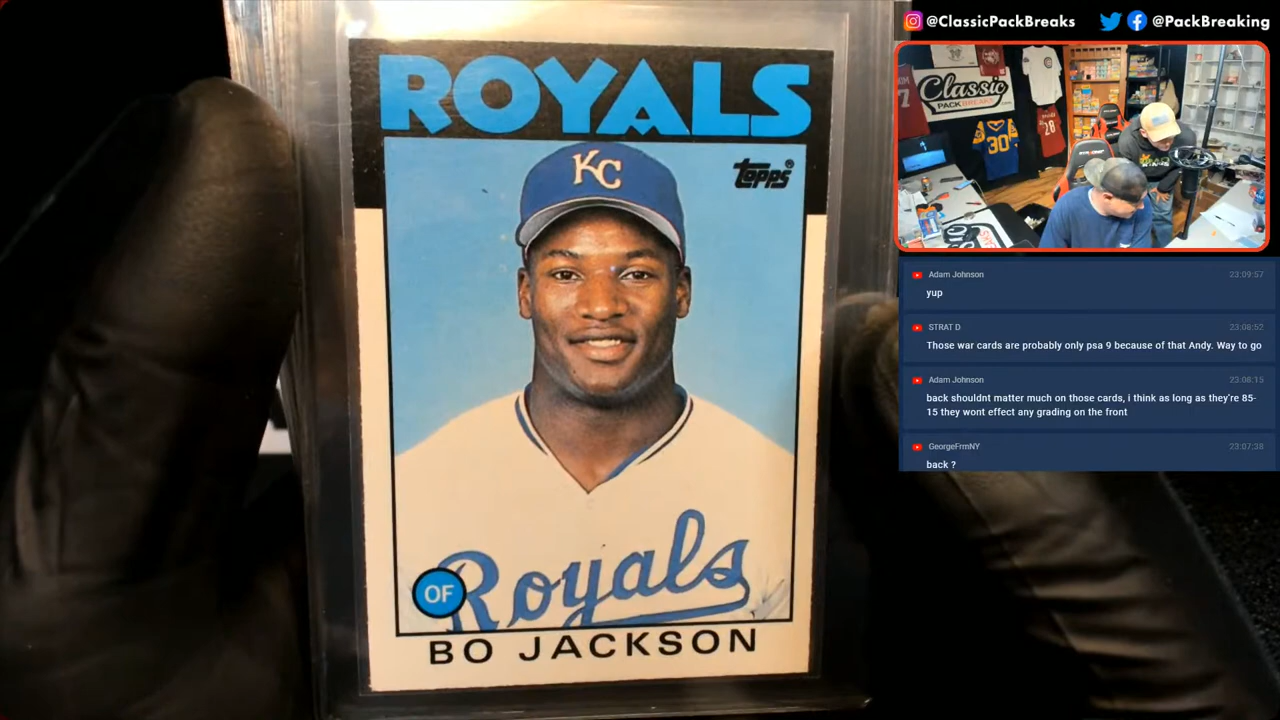 @ClassicPackBreaks
@PackBreaking
ROYALS
KC
Topps®
Royals
OF
BO JACKSON
Classic
PACK BREAKS
30
28
Adam Johnson
23:09:57
yup
STRAT D
23:08:52
Those war cards are probably only psa 9 because of that Andy. Way to go
Adam Johnson
23:08:15
back shouldnt matter much on those cards, i think as long as they're 85-
15 they wont effect any grading on the front
GeorgeFrmNY
23:07:38
back ?